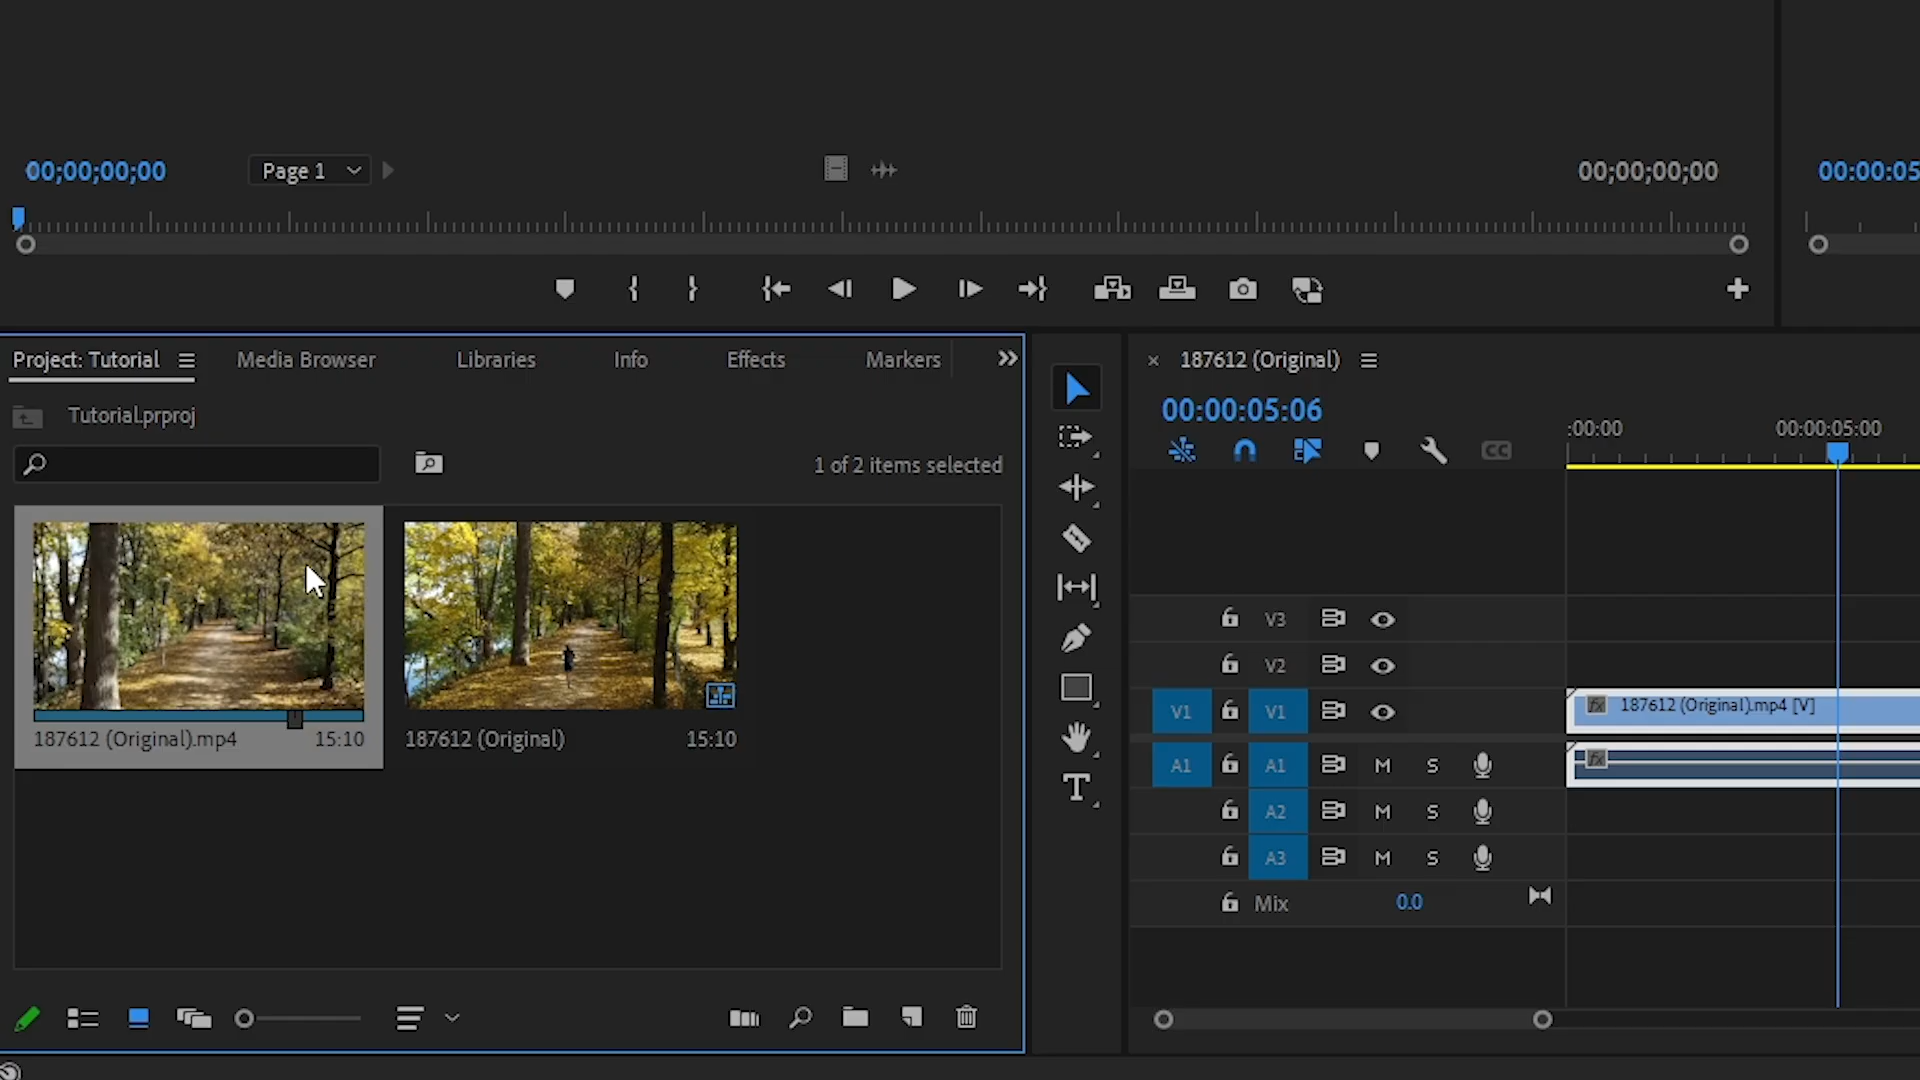 00;00;00;00
Page 1
00;00;00;00
00:00:05
Project: Tutorial
Media Browser
Libraries
Info
Effects
Markers
Tutorial.prproj
1 of 2 items selected
187612 (Original).mp4
15:10
187612 (Original)
15:10
187612 (Original)
00:00:05:06
CC
:00:00
00:00:05:00
V3
V2
V1
V1
fx
187612 (Original).mp4 [V]
A1
A1
M
S
fx
A2
M
S
A3
M
S
Mix
0.0
T